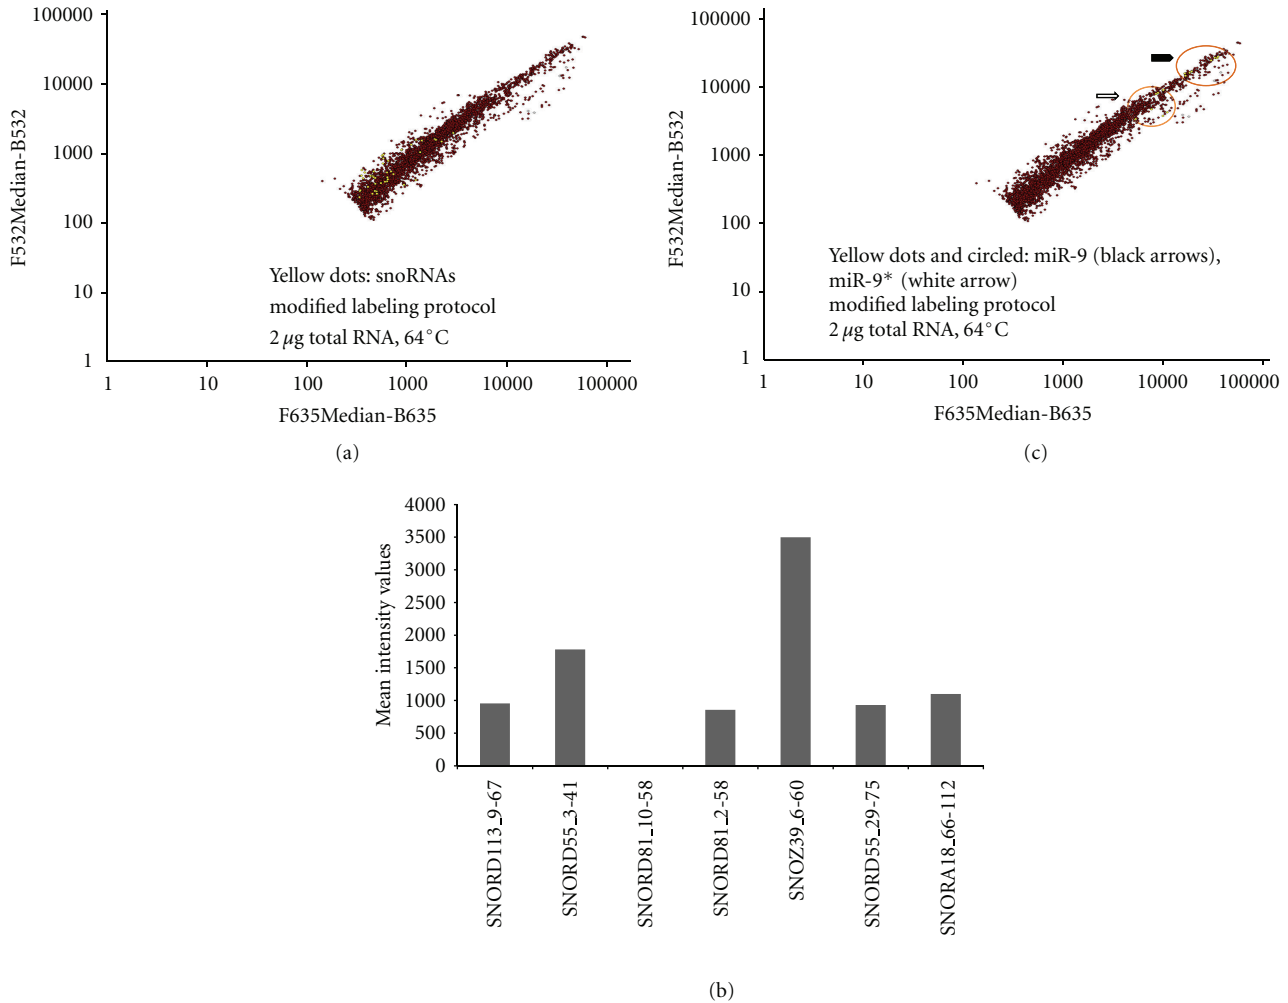 100000
10000
1000
100
10
1
F532Median-B532
Yellow dots: snoRNAs
modified labeling protocol
2 µg total RNA, 64°C
1 10 100 1000 10000 100000
F635Median-B635
(a)
100000
10000
1000
100
10
1
F532Median-B532
Yellow dots and circled: miR-9 (black arrows),
miR-9* (white arrow)
modified labeling protocol
2 µg total RNA, 64°C
1 10 100 1000 10000 100000
F635Median-B635
(c)
4000
3500
3000
2500
2000
1500
1000
500
0
Mean intensity values
SNORD113_9-67
SNORD55_3-41
SNORD81_10-58
SNORD81_2-58
SNOZ39_6-60
SNORD55_29-75
SNORA18_66-112
(b)